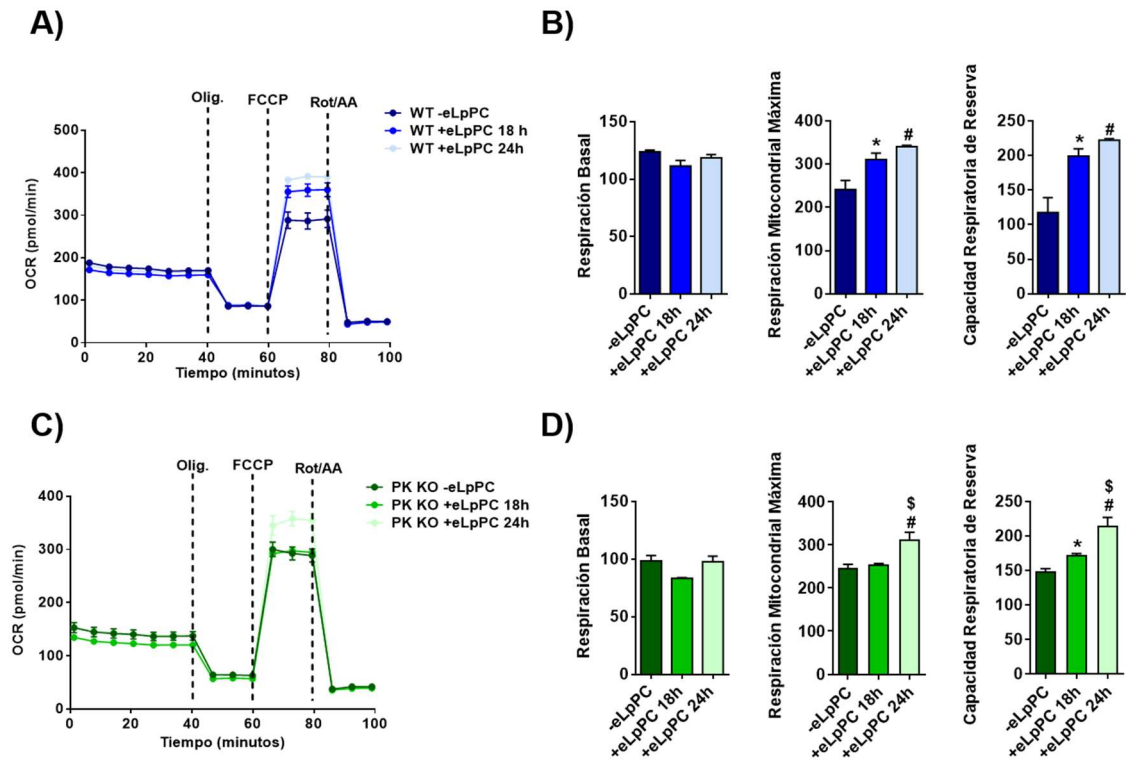 A)
Olig.
FCCP
Rot/AA
WT -eLpPC
WT +eLpPC 18 h
WT +eLpPC 24h
OCR (pmol/min)
500
400
300
200
100
0
0 20 40 60 80 100
Tiempo (minutos)
B)
Respiración Basal
150
100
50
0
-eLpPC
+eLpPC 18h
+eLpPC 24h
Respiración Mitocondrial Máxima
400
300
200
100
0
*
#
-eLpPC
+eLpPC 18h
+eLpPC 24h
Capacidad Respiratoria de Reserva
250
200
150
100
50
0
*
#
-eLpPC
+eLpPC 18h
+eLpPC 24h
C)
Olig.
FCCP
Rot/AA
PK KO -eLpPC
PK KO +eLpPC 18h
PK KO +eLpPC 24h
OCR (pmol/min)
400
300
200
100
0
0 20 40 60 80 100
Tiempo (minutos)
D)
Respiración Basal
150
100
50
0
-eLpPC
+eLpPC 18h
+eLpPC 24h
Respiración Mitocondrial Máxima
400
300
200
100
0
$
#
-eLpPC
+eLpPC 18h
+eLpPC 24h
Capacidad Respiratoria de Reserva
250
200
150
100
50
0
*
$
#
-eLpPC
+eLpPC 18h
+eLpPC 24h